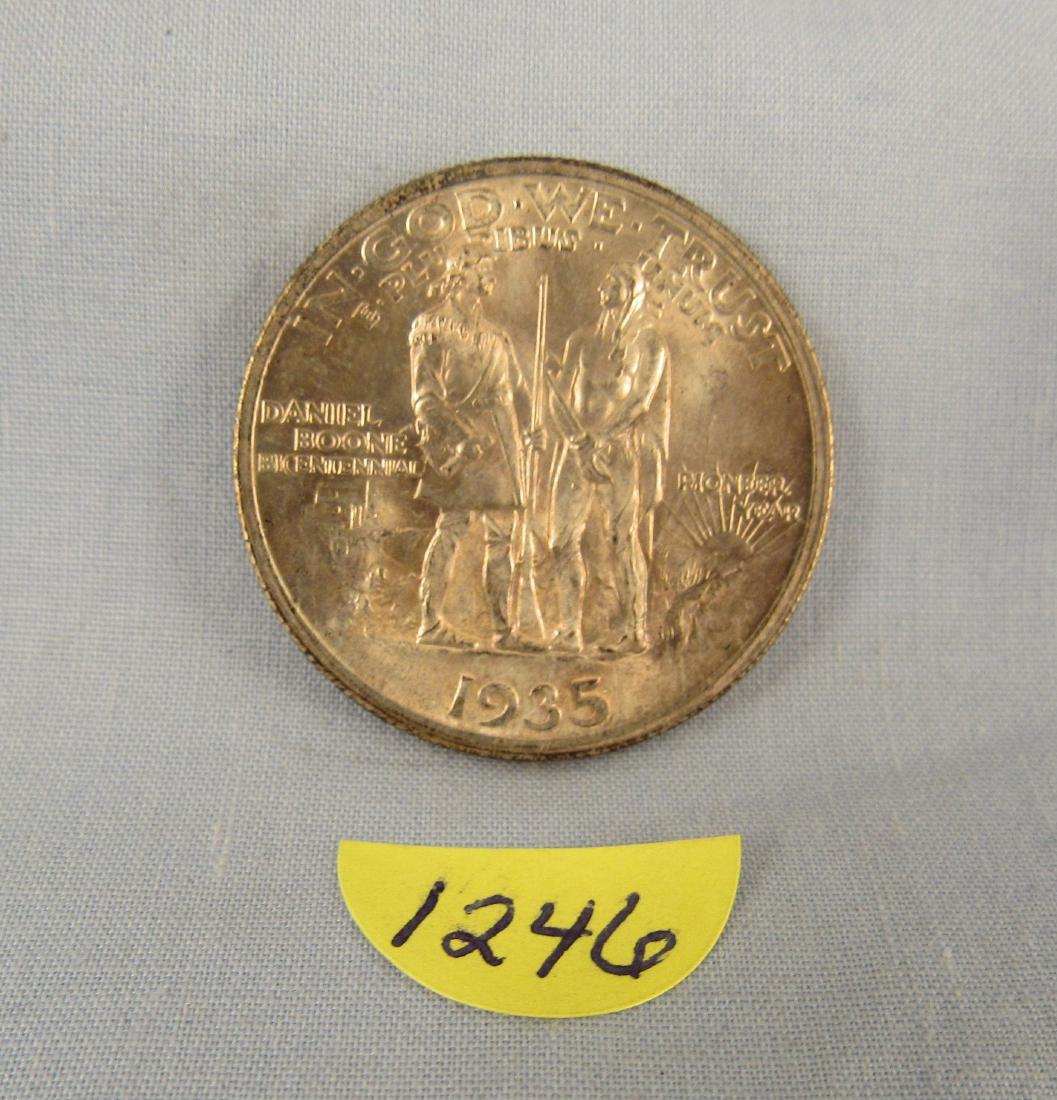 IN·GOD·WE·TRUST
E·PLURIBUS·UNUM
DANIEL
BOONE
BICENTENNIAL
PIONEER
YEAR
1935
1246